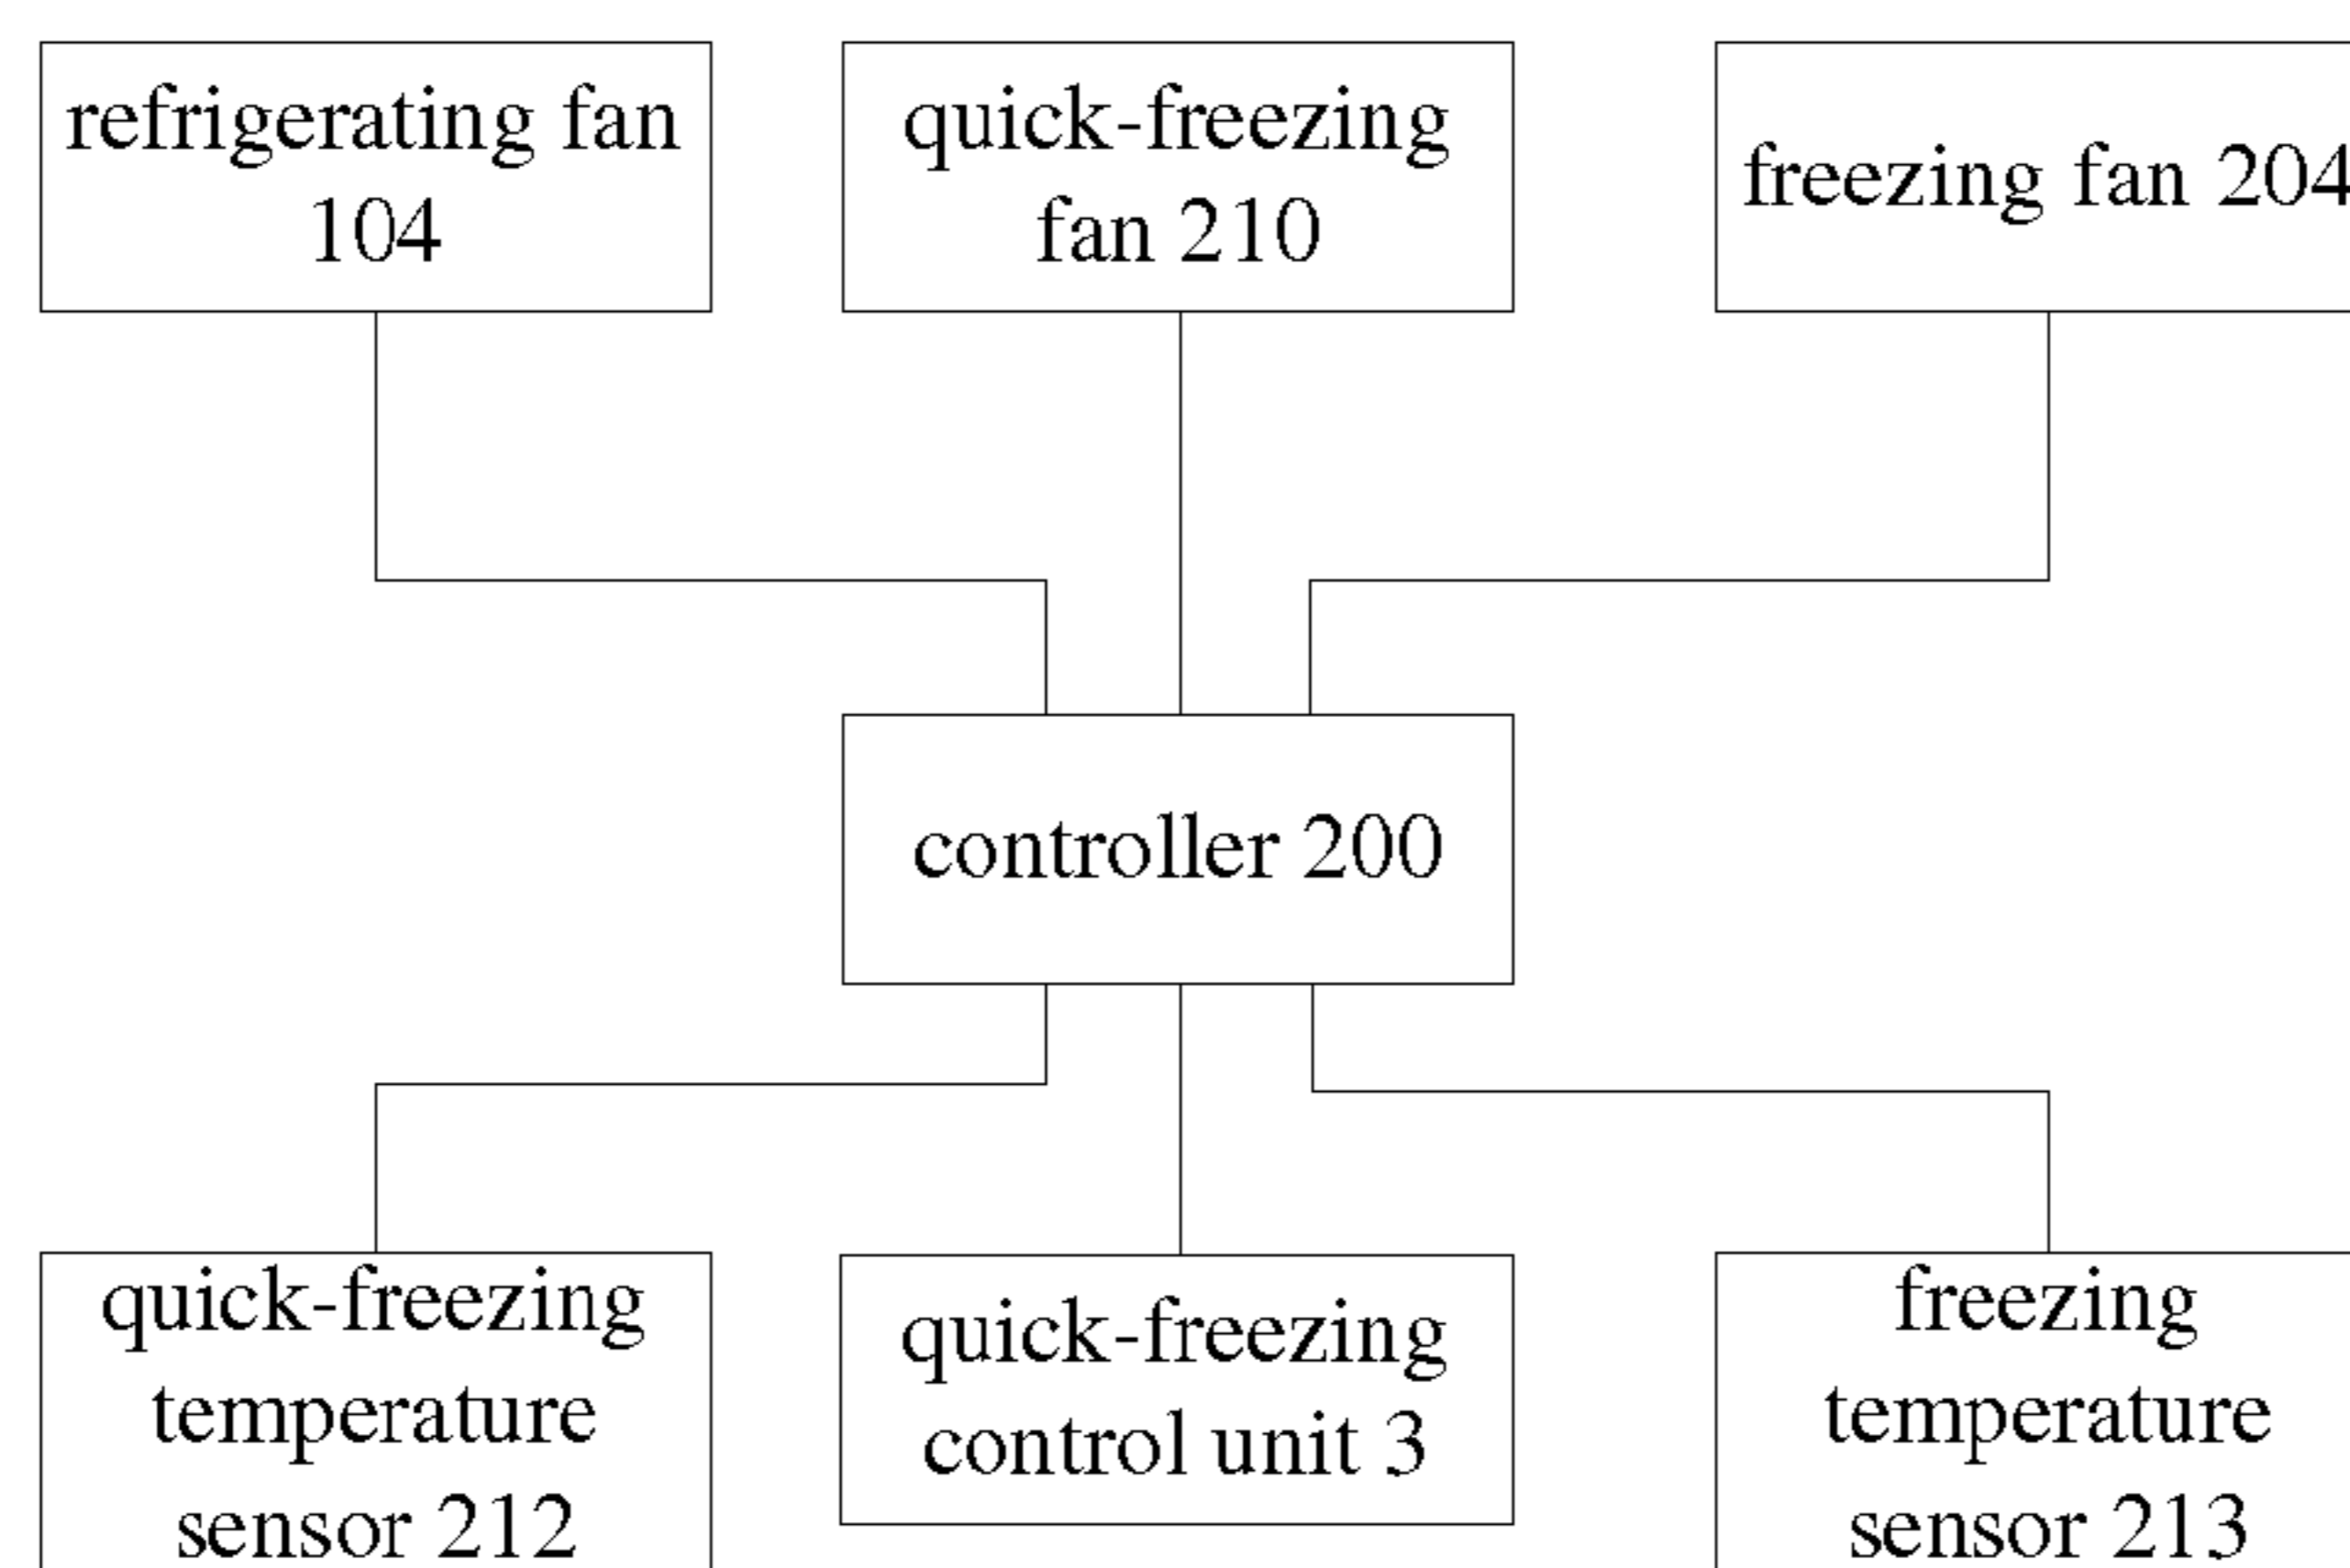 refrigerating fan
104
quick-freezing
fan 210
freezing fan 204
controller 200
quick-freezing
temperature
sensor 212
quick-freezing
control unit 3
freezing
temperature
sensor 213